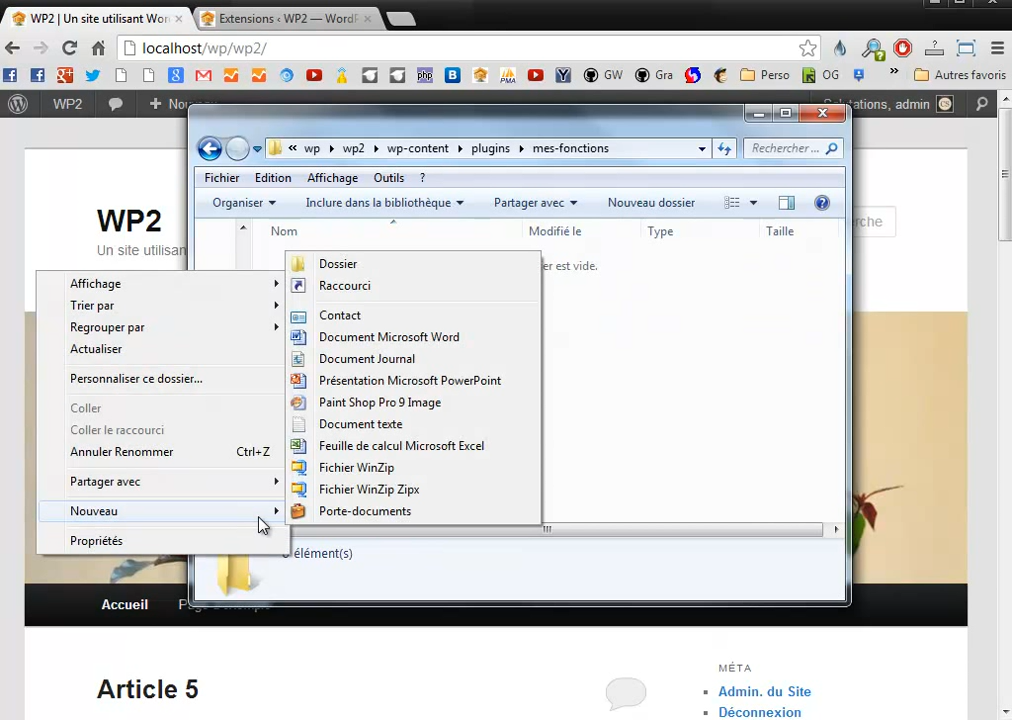 WP2 | Un site utilisant Wor
Extensions ‹ WP2 — WordP
localhost/wp/wp2/
GW
Gra
Perso
OG
Autres favoris
WP2
admin
wp
wp2
wp-content
plugins
mes-fonctions
Rechercher ...
Fichier
Edition
Affichage
Outils
?
Organiser
Inclure dans la bibliothèque
Partager avec
Nouveau dossier
Nom
Modifié le
Type
Taille
WP2
Un site utilisan
er est vide.
Affichage
Trier par
Regrouper par
Actualiser
Personnaliser ce dossier...
Coller
Coller le raccourci
Annuler Renommer Ctrl+Z
Partager avec
Nouveau
Propriétés
Dossier
Raccourci
Contact
Document Microsoft Word
Document Journal
Présentation Microsoft PowerPoint
Paint Shop Pro 9 Image
Document texte
Feuille de calcul Microsoft Excel
Fichier WinZip
Fichier WinZip Zipx
Porte-documents
élément(s)
Accueil
Article 5
MÉTA
Admin. du Site
Déconnexion